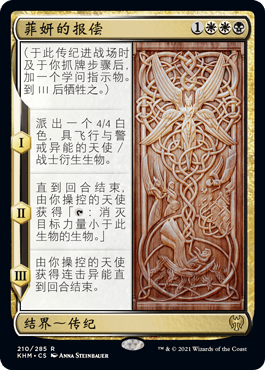 菲妍的报偿
1
(于此传纪进战场时
及于你抓牌步骤后,
加一个学问指示物。
到 III 后牺牲之。)
I
派出一个 4/4 白
色,具飞行与警
戒异能的天使/
战士衍生生物。
II
直到回合结束,
由你操控的天使
获得「:消灭
目标力量小于此
生物的生物。」
III
由你操控的天使
获得连击异能直
到回合结束。
结界~传纪
210/285 R
KHM • CS ANNA STEINBAUER
™ & © 2021 Wizards of the Coast